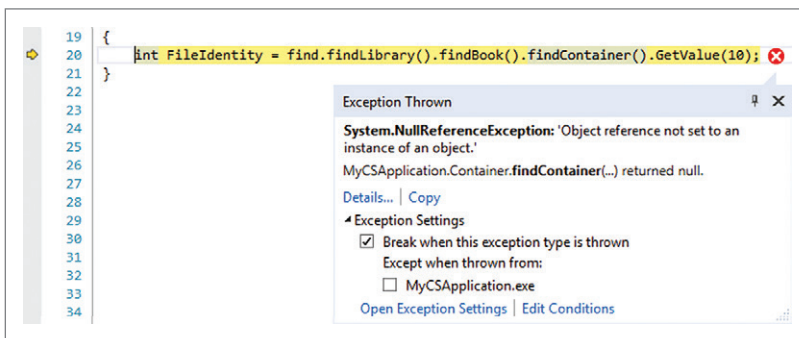 19 {
20 int FileIdentity = find.findLibrary().findBook().findContainer().GetValue(10);
21 }
22
23
24
25
26
27
28
29
30
31
32
33
34
Exception Thrown
System.NullReferenceException: 'Object reference not set to an
instance of an object.'
MyCSApplication.Container.findContainer(...) returned null.
Details... | Copy
Exception Settings
Break when this exception type is thrown
Except when thrown from:
MyCSApplication.exe
Open Exception Settings | Edit Conditions